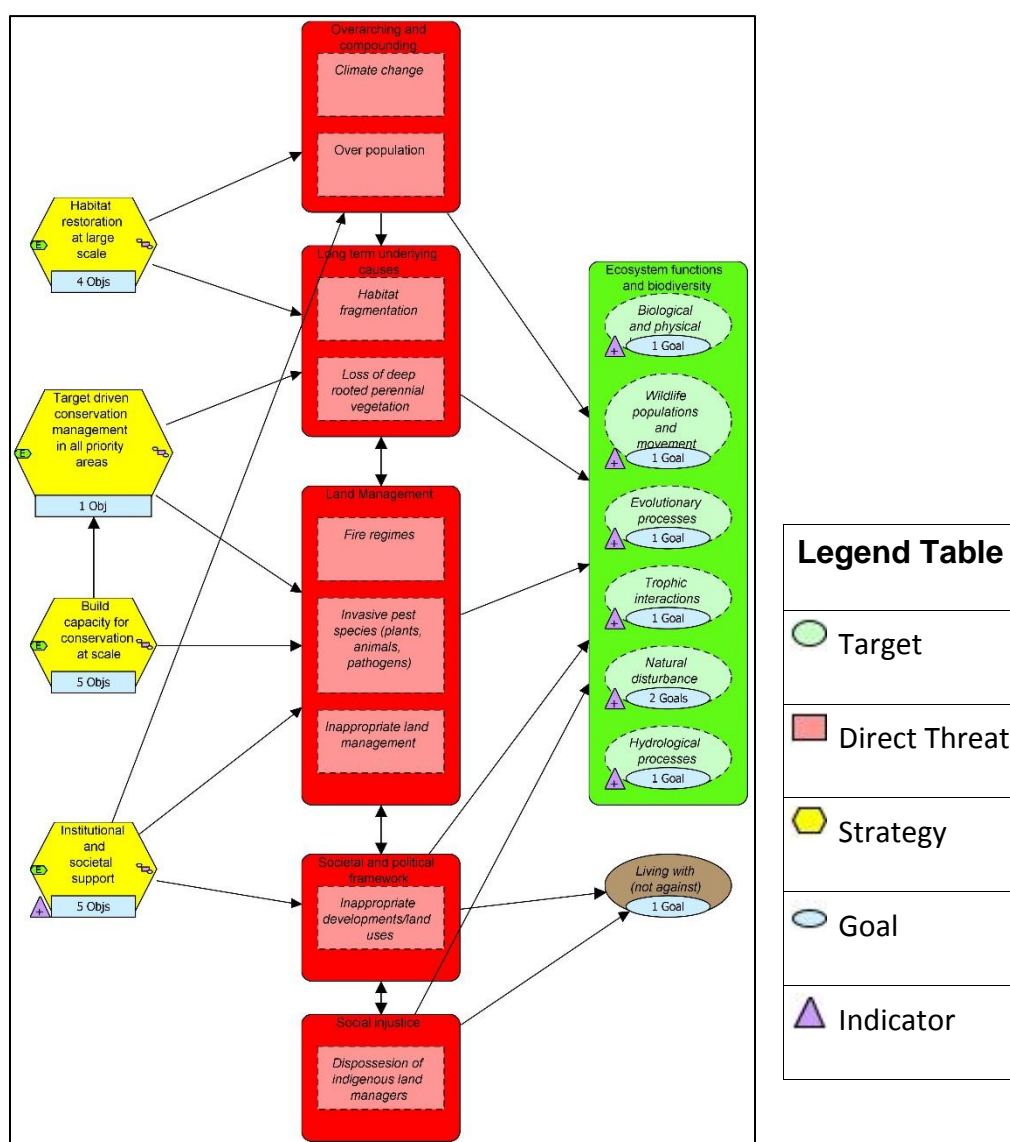 Overarching and
compounding
Climate change
Over population
Habitat
restoration
at large
scale
E
4 Objs
Long term underlying
causes
Habitat
fragmentation
Loss of deep
rooted perennial
vegetation
Target driven
conservation
management
in all priority
areas
E
1 Obj
Land Management
Fire regimes
Invasive pest
species (plants,
animals,
pathogens)
Inappropriate land
management
Build
capacity for
conservation
at scale
E
5 Objs
Institutional
and
societal
support
E
+
5 Objs
Societal and political
framework
Inappropriate
developments/land
uses
Social injustice
Dispossesion of
indigenous land
managers
Ecosystem functions
and biodiversity
Biological
and physical
+
1 Goal
Wildlife
populations
and
movement
+
1 Goal
Evolutionary
processes
+
1 Goal
Trophic
interactions
+
1 Goal
Natural
disturbance
+
2 Goals
Hydrological
processes
+
1 Goal
Living with
(not against)
1 Goal
Legend Table
Target
Direct Threat
Strategy
Goal
Indicator